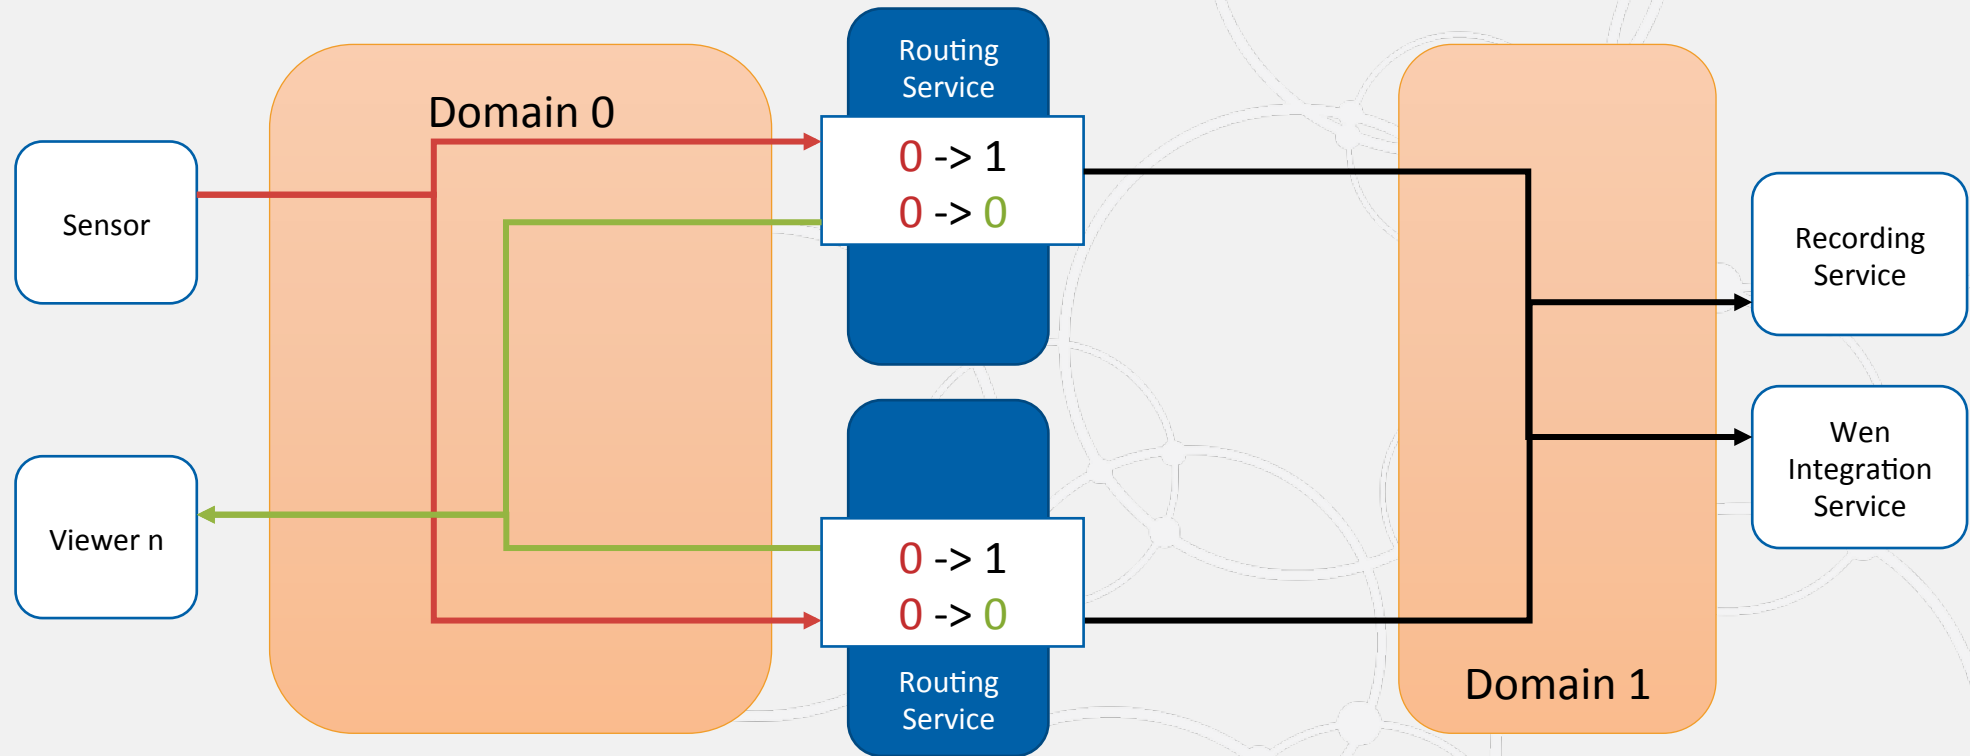 Domain 0
Sensor
Viewer n
Routing
Service
0 -> 1
0 -> 0
0 -> 1
0 -> 0
Routing
Service
Domain 1
Recording
Service
Wen
Integration
Service